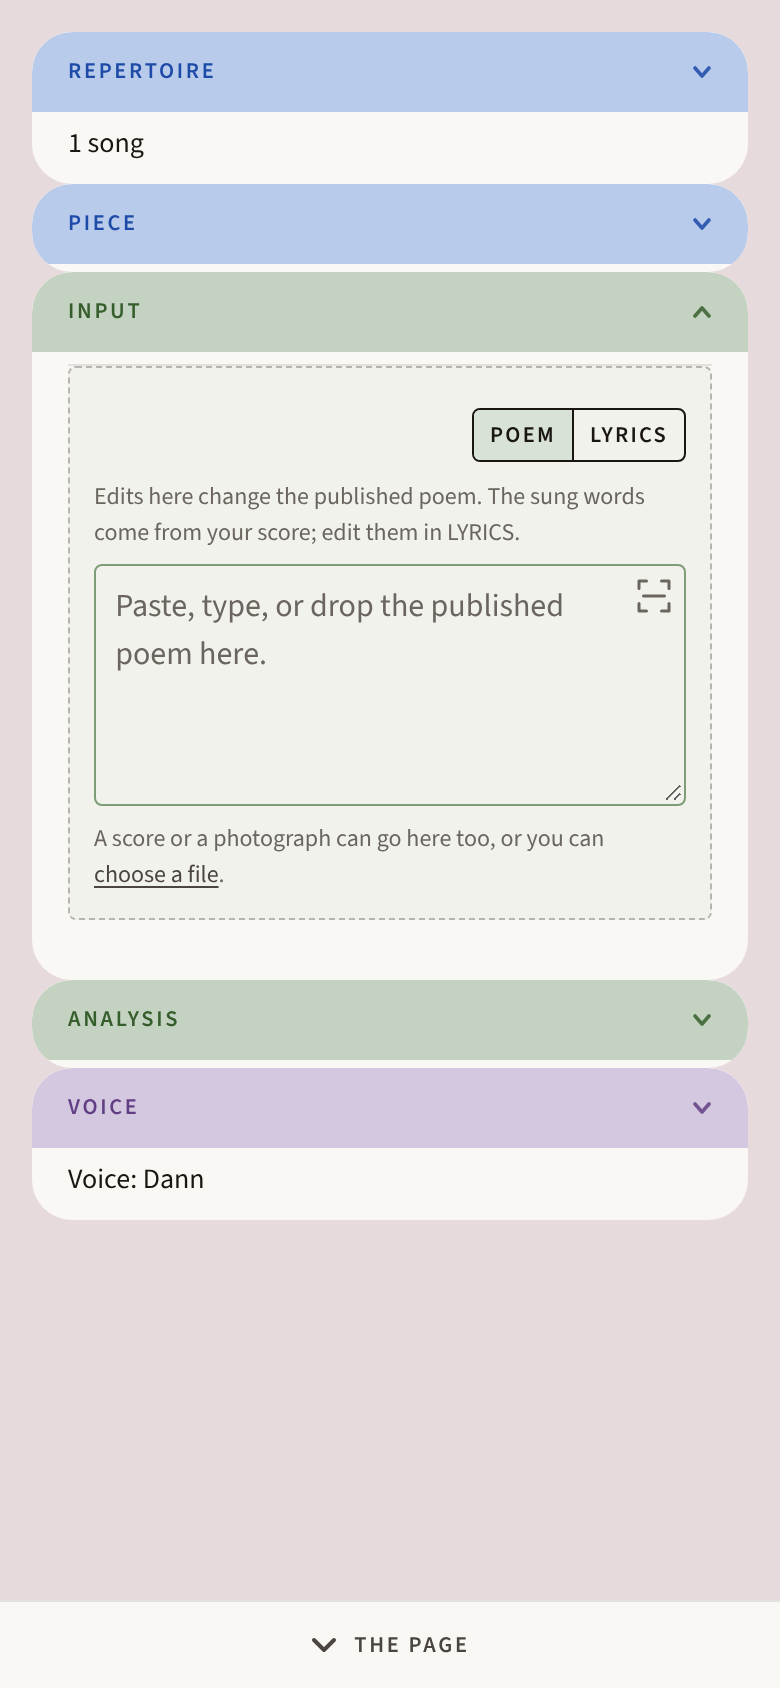 REPERTOIRE
1 song
PIECE
INPUT
POEM
LYRICS
Edits here change the published poem. The sung words
come from your score; edit them in LYRICS.
Paste, type, or drop the published
poem here.
A score or a photograph can go here too, or you can
choose a file.
ANALYSIS
VOICE
Voice: Dann
THE PAGE